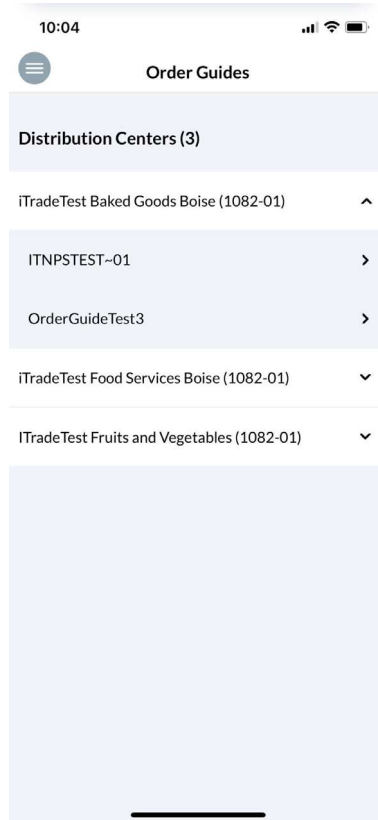 10:04
Order Guides
Distribution Centers (3)
iTradeTest Baked Goods Boise (1082-01)
ITNPSTEST~01
OrderGuideTest3
iTradeTest Food Services Boise (1082-01)
ITradeTest Fruits and Vegetables (1082-01)